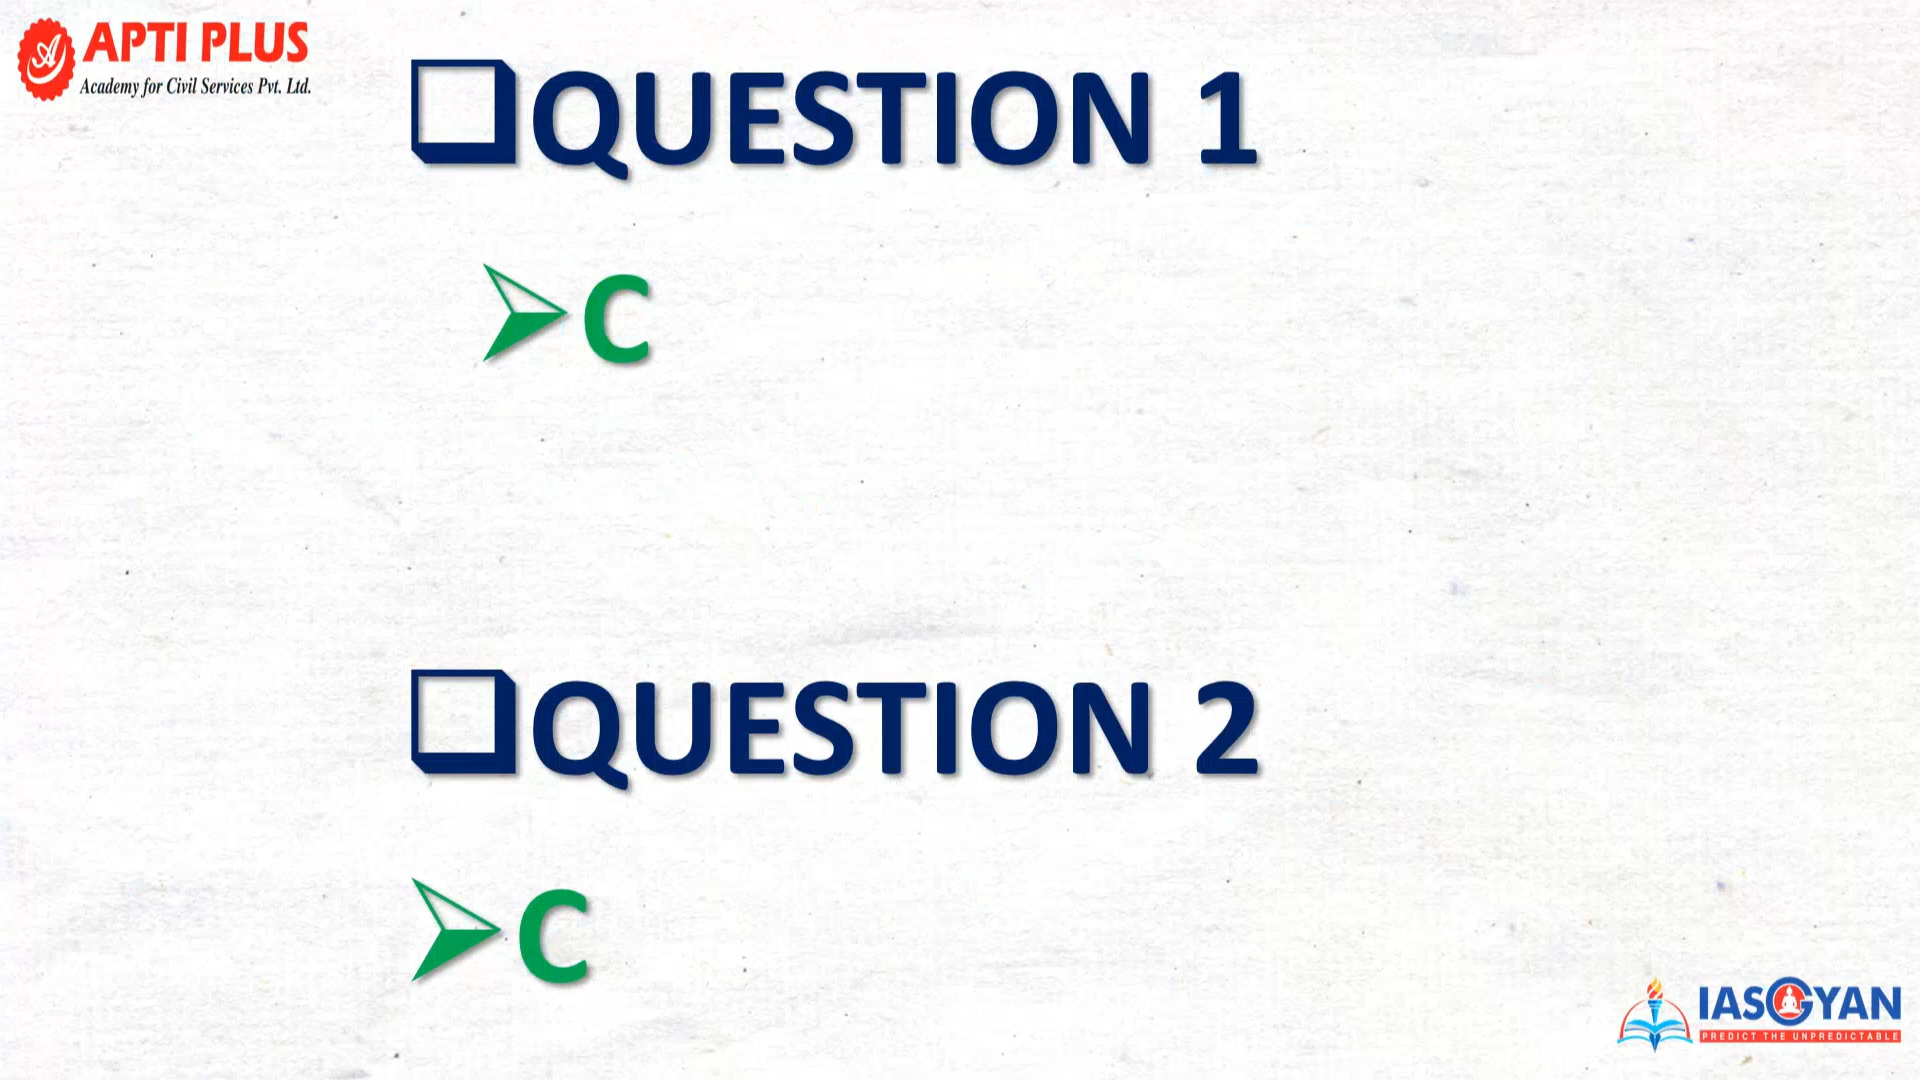 APTI PLUS
Academy for Civil Services Pvt. Ltd.
QUESTION 1
C
QUESTION 2
C
IASGYAN
PREDICT THE UNPREDICTABLE